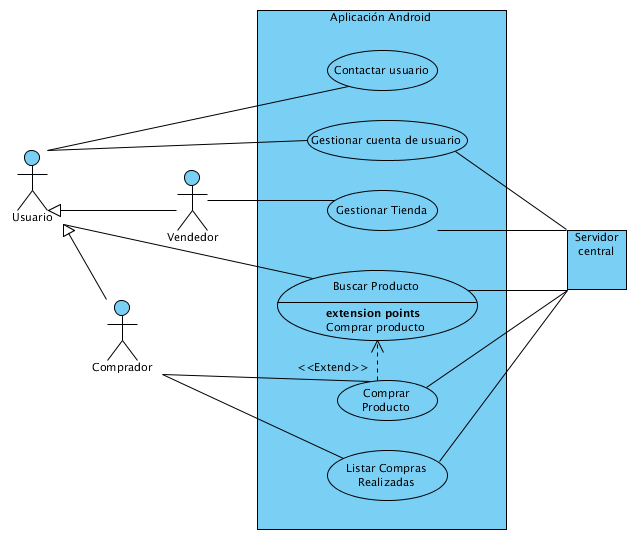 Aplicación Android
Contactar usuario
Gestionar cuenta de usuario
Usuario
Gestionar Tienda
Vendedor
Servidor
central
Buscar Producto
extension points
Comprar producto
Comprador
<<Extend>>
Comprar
Producto
Listar Compras
Realizadas